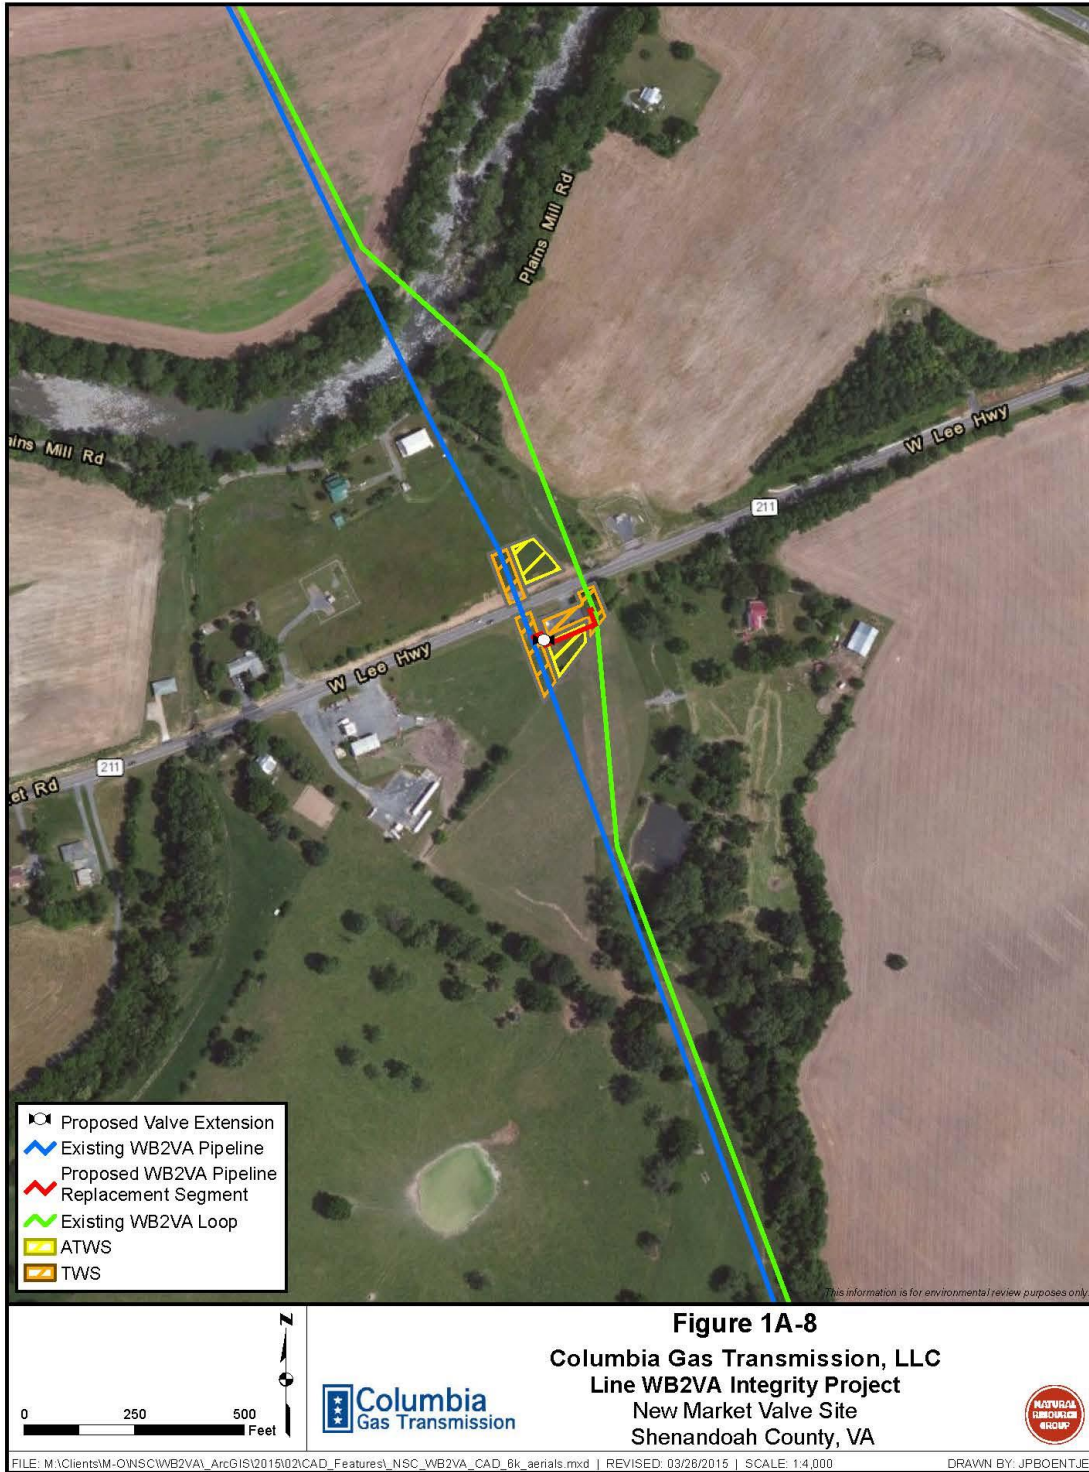 Plains Mill Rd
W Lee Hwy
ains Mill Rd
211
W Lee Hwy
211
et Rd
Proposed Valve Extension
Existing WB2VA Pipeline
Proposed WB2VA Pipeline
Replacement Segment
Existing WB2VA Loop
ATWS
TWS
This information is for environmental review purposes only.
N
0 250 500
Feet
Columbia
Gas Transmission
Figure 1A-8
Columbia Gas Transmission, LLC
Line WB2VA Integrity Project
New Market Valve Site
Shenandoah County, VA
NATURAL
RESOURCE
GROUP
FILE: M:\Clients\M-O\NSC\WB2VA\_ArcGIS\2015\02\CAD_Features\_NSC_WB2VA_CAD_6k_aerials.mxd | REVISED: 03/26/2015 | SCALE: 1:4,000
DRAWN BY: JPBOENTJE